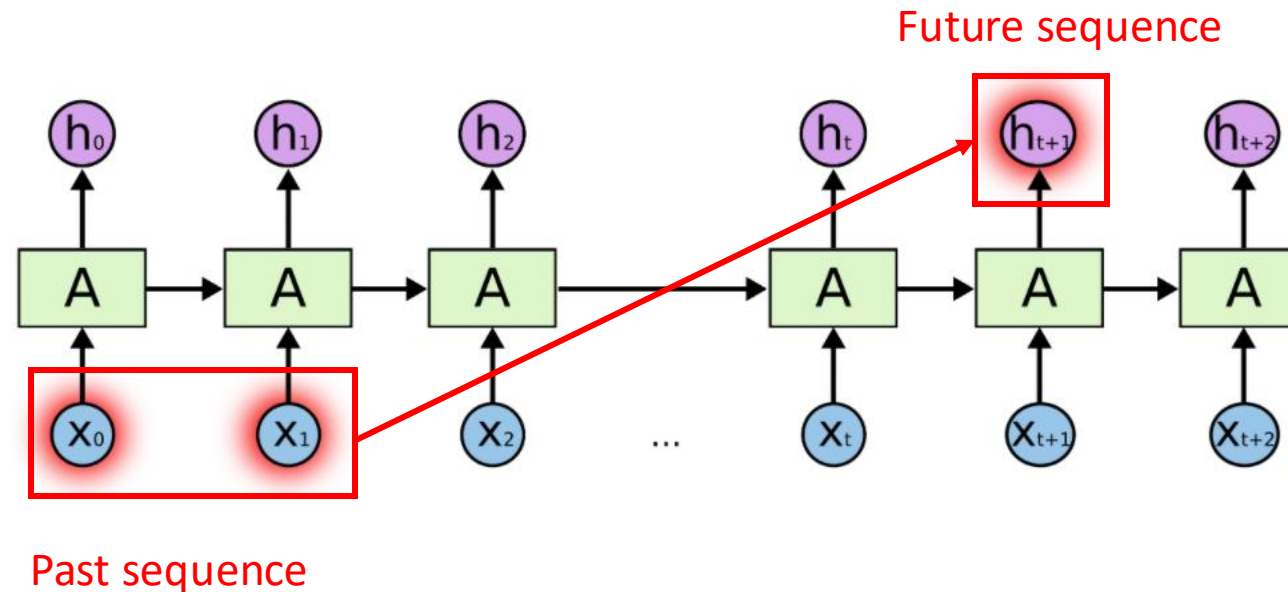 Future sequence
h₀ h₁ h₂ hₜ hₜ₊₁ hₜ₊₂
A A A A A A
x₀ x₁ x₂ ... xₜ xₜ₊₁ xₜ₊₂
Past sequence